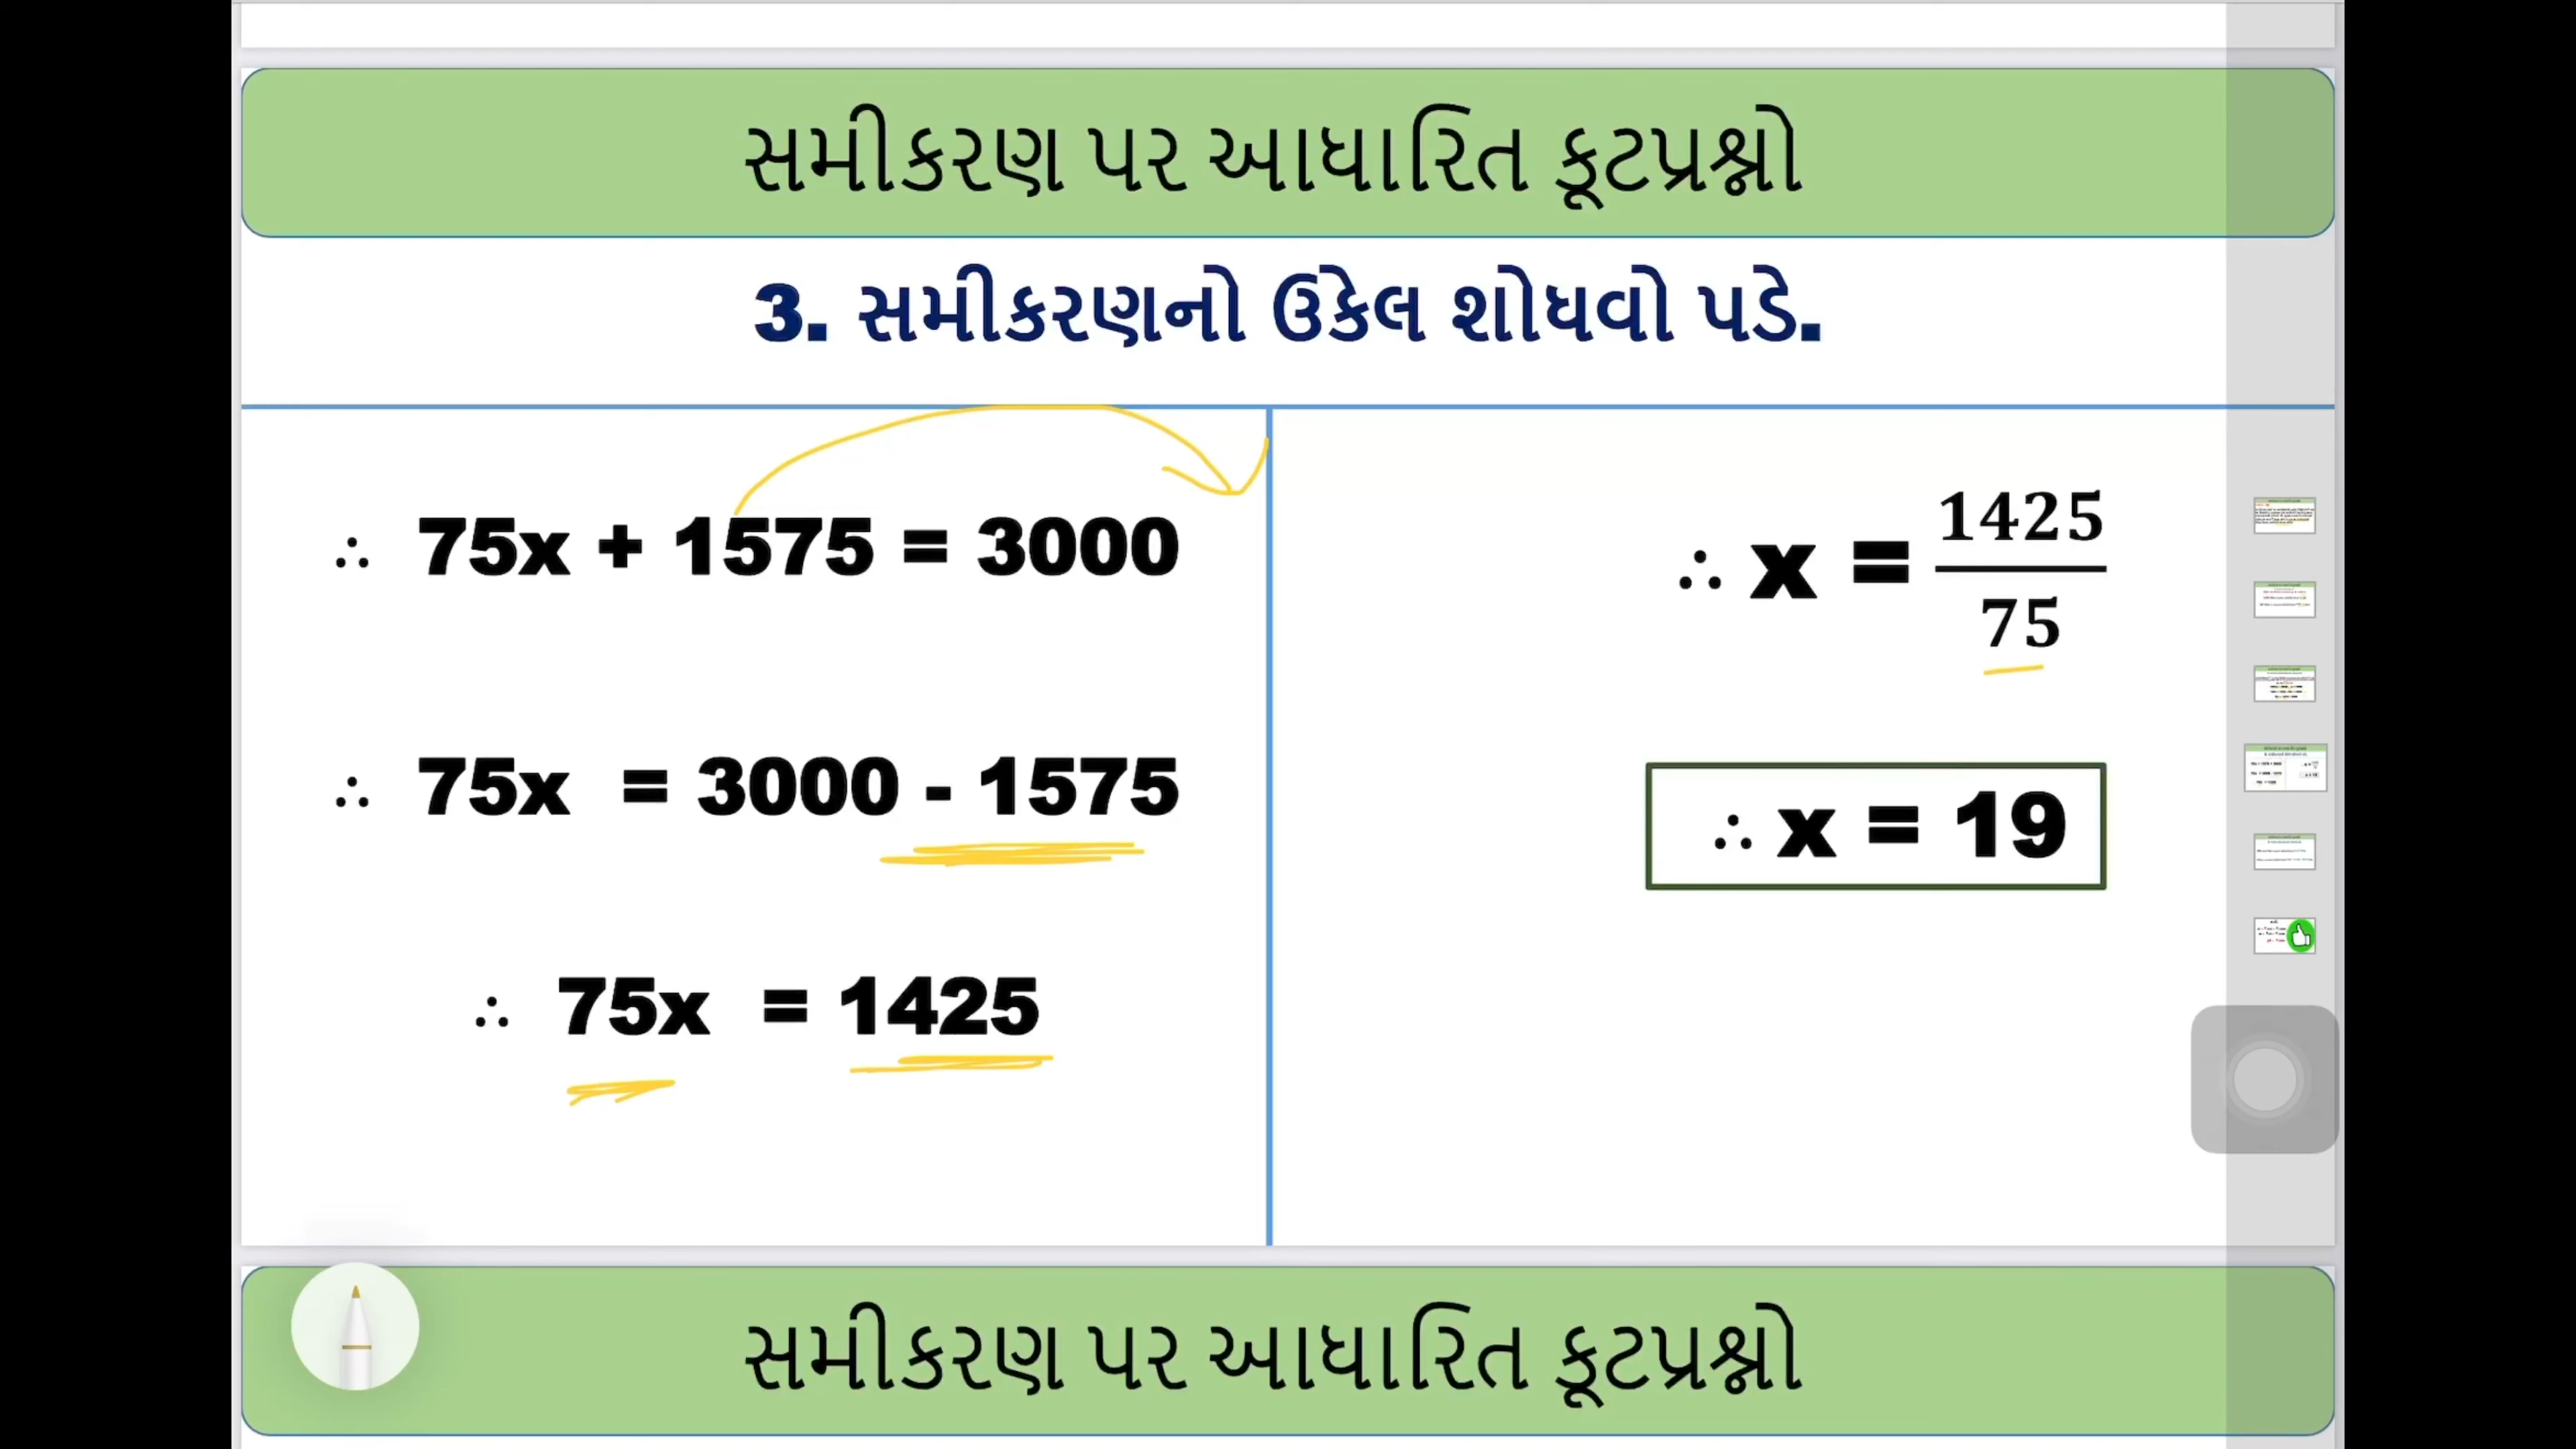 સમીકરણ પર આધારિત કૂટપ્રશ્નો
3. સમીકરણનો ઉકેલ શોધવો પડે.
∴ 75x + 1575 = 3000
∴ 75x = 3000 - 1575
∴ 75x = 1425
∴ x = 1425/75
∴ x = 19
સમીકરણ પર આધારિત કૂટપ્રશ્નો